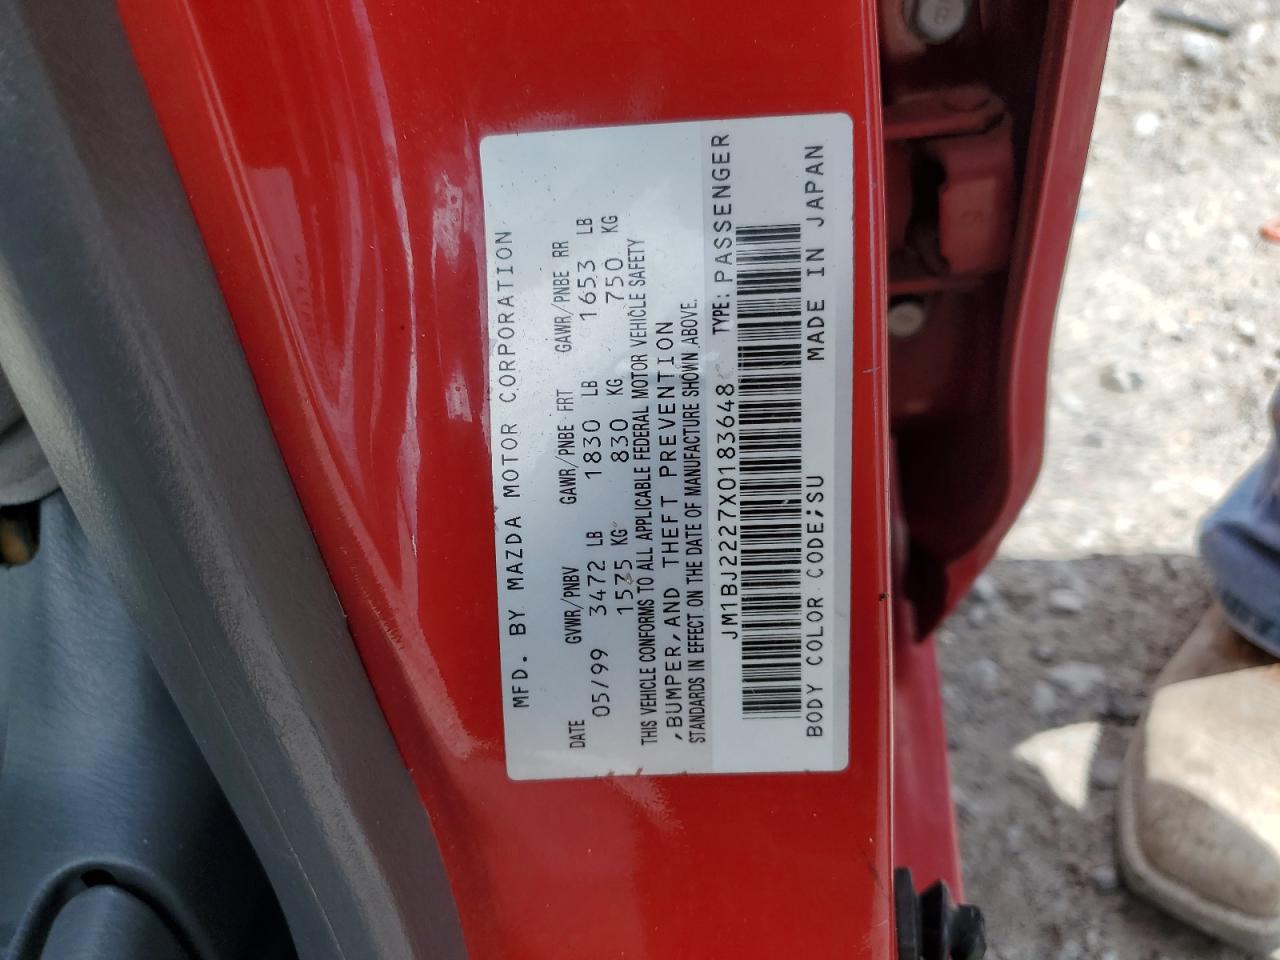 MFD. BY MAZDA MOTOR CORPORATION
DATE GVWR/PNBV GAWR/PNBE FRT GAWR/PNBE RR
05/99 3472 LB 1830 LB 1653 LB
1575 KG 830 KG 750 KG
THIS VEHICLE CONFORMS TO ALL APPLICABLE FEDERAL MOTOR VEHICLE SAFETY
,BUMPER,AND THEFT PREVENTION
STANDARDS IN EFFECT ON THE DATE OF MANUFACTURE SHOWN ABOVE.
JM1BJ2227X0183648 TYPE: PASSENGER
BODY COLOR CODE;SU MADE IN JAPAN